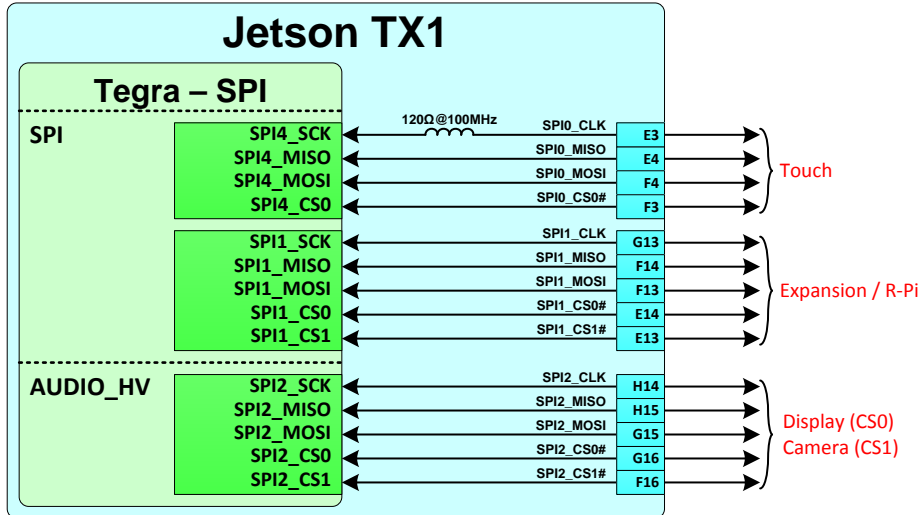 Jetson TX1
Tegra – SPI
SPI
120Ω@100MHz
SPI4_SCK SPI0_CLK E3
SPI4_MISO SPI0_MISO E4
SPI4_MOSI SPI0_MOSI F4
SPI4_CS0 SPI0_CS0# F3
Touch
SPI1_SCK SPI1_CLK G13
SPI1_MISO SPI1_MISO F14
SPI1_MOSI SPI1_MOSI F13
SPI1_CS0 SPI1_CS0# E14
SPI1_CS1 SPI1_CS1# E13
Expansion / R-Pi
AUDIO_HV
SPI2_SCK SPI2_CLK H14
SPI2_MISO SPI2_MISO H15
SPI2_MOSI SPI2_MOSI G15
SPI2_CS0 SPI2_CS0# G16
SPI2_CS1 SPI2_CS1# F16
Display (CS0)
Camera (CS1)